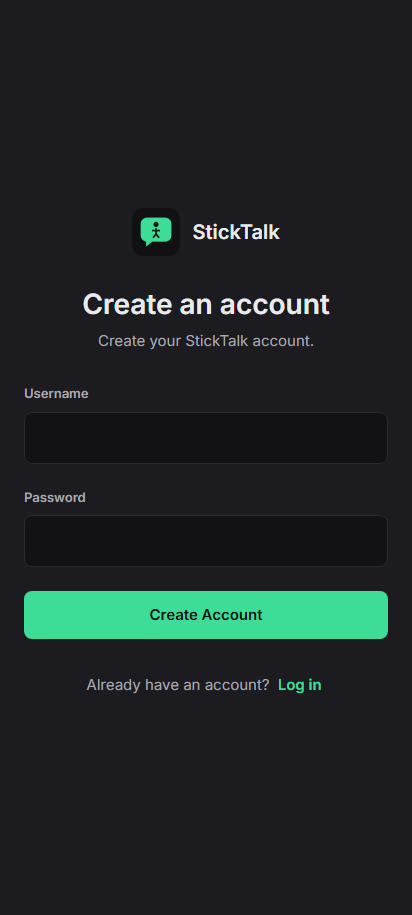 StickTalk
Create an account
Create your StickTalk account.
Username
Password
Create Account
Already have an account? Log in